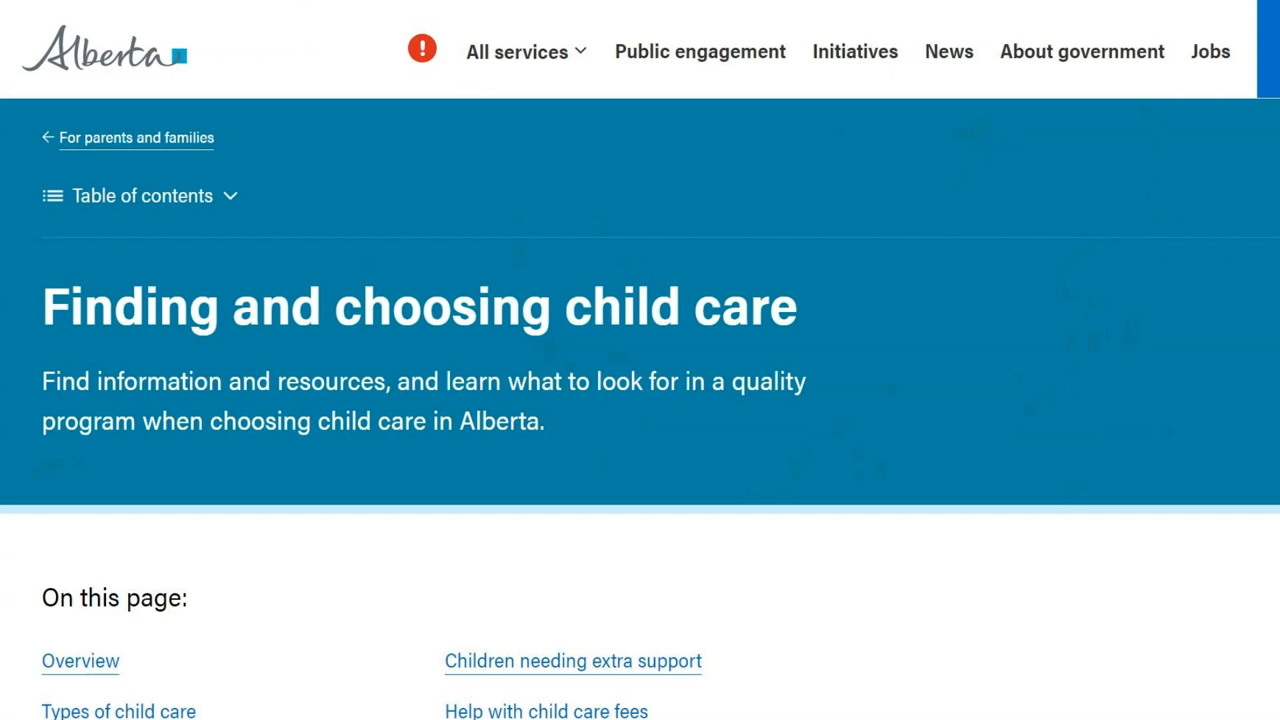 Alberta
All services
Public engagement
Initiatives
News
About government
Jobs
For parents and families
Table of contents
Finding and choosing child care
Find information and resources, and learn what to look for in a quality
program when choosing child care in Alberta.
On this page:
Overview
Children needing extra support
Types of child care
Help with child care fees